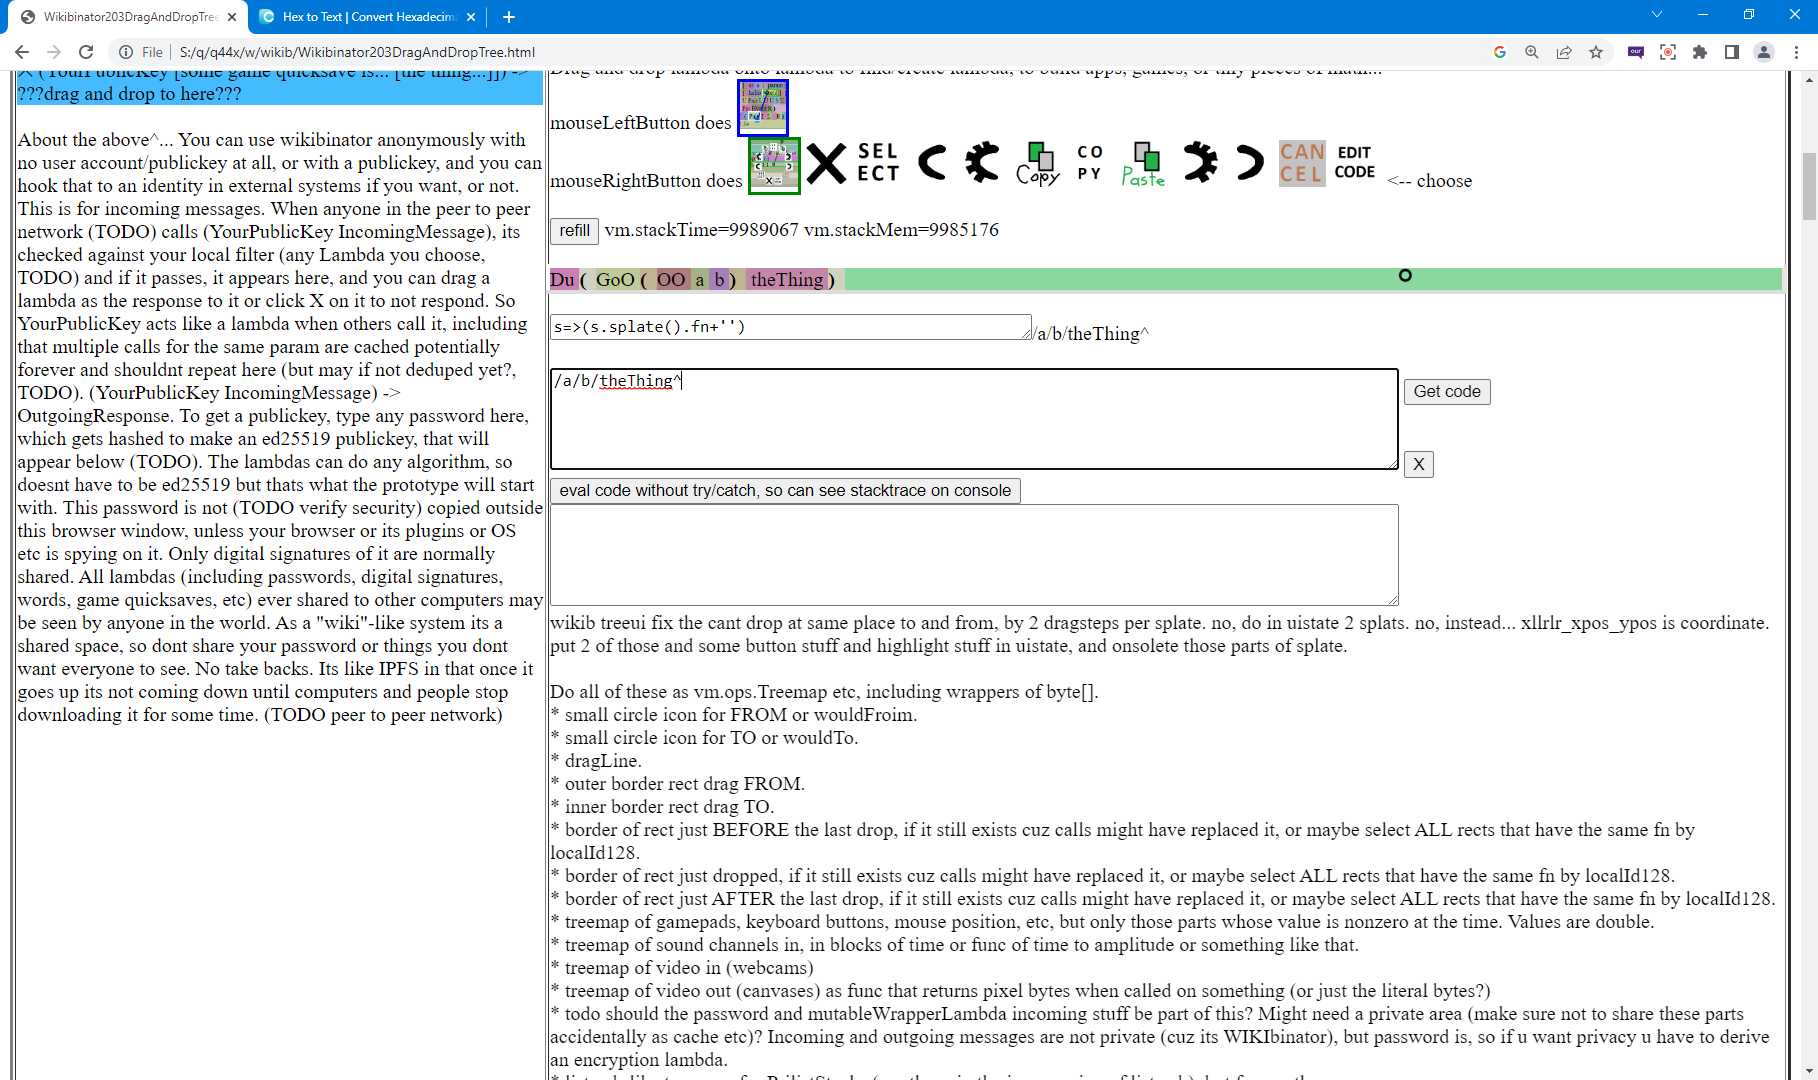 Wikibinator203DragAndDropTree
Hex to Text | Convert Hexadecima
File | S:/q/q44x/w/wikib/Wikibinator203DragAndDropTree.html
^ (YourPublicKey [some game quicksave is... [the thing...]]) ->
???drag and drop to here???
About the above^... You can use wikibinator anonymously with
no user account/publickey at all, or with a publickey, and you can
hook that to an identity in external systems if you want, or not.
This is for incoming messages. When anyone in the peer to peer
network (TODO) calls (YourPublicKey IncomingMessage), its
checked against your local filter (any Lambda you choose,
TODO) and if it passes, it appears here, and you can drag a
lambda as the response to it or click X on it to not respond. So
YourPublicKey acts like a lambda when others call it, including
that multiple calls for the same param are cached potentially
forever and shouldnt repeat here (but may if not deduped yet?,
TODO). (YourPublicKey IncomingMessage) ->
OutgoingResponse. To get a publickey, type any password here,
which gets hashed to make an ed25519 publickey, that will
appear below (TODO). The lambdas can do any algorithm, so
doesnt have to be ed25519 but thats what the prototype will start
with. This password is not (TODO verify security) copied outside
this browser window, unless your browser or its plugins or OS
etc is spying on it. Only digital signatures of it are normally
shared. All lambdas (including passwords, digital signatures,
words, game quicksaves, etc) ever shared to other computers may
be seen by anyone in the world. As a "wiki"-like system its a
shared space, so dont share your password or things you dont
want everyone to see. No take backs. Its like IPFS in that once it
goes up its not coming down until computers and people stop
downloading it for some time. (TODO peer to peer network)
Drag and drop lambda onto lambda to find/create lambda, to build apps, games, or tiny pieces of math...
mouseLeftButton does
mouseRightButton does SELECT Copy COPY Paste CANCEL EDIT CODE <-- choose
refill vm.stackTime=9989067 vm.stackMem=9985176
Du ( GoO ( OO a b ) theThing )
s=>(s.splate().fn+'') /a/b/theThing^
/a/b/theThing^
Get code
X
eval code without try/catch, so can see stacktrace on console
wikib treeui fix the cant drop at same place to and from, by 2 dragsteps per splate. no, do in uistate 2 splats. no, instead... xllrlr_xpos_ypos is coordinate.
put 2 of those and some button stuff and highlight stuff in uistate, and onsolete those parts of splate.
Do all of these as vm.ops.Treemap etc, including wrappers of byte[].
* small circle icon for FROM or wouldFroim.
* small circle icon for TO or wouldTo.
* dragLine.
* outer border rect drag FROM.
* inner border rect drag TO.
* border of rect just BEFORE the last drop, if it still exists cuz calls might have replaced it, or maybe select ALL rects that have the same fn by
localId128.
* border of rect just dropped, if it still exists cuz calls might have replaced it, or maybe select ALL rects that have the same fn by localId128.
* border of rect just AFTER the last drop, if it still exists cuz calls might have replaced it, or maybe select ALL rects that have the same fn by localId128.
* treemap of gamepads, keyboard buttons, mouse position, etc, but only those parts whose value is nonzero at the time. Values are double.
* treemap of sound channels in, in blocks of time or func of time to amplitude or something like that.
* treemap of video in (webcams)
* treemap of video out (canvases) as func that returns pixel bytes when called on something (or just the literal bytes?)
* todo should the password and mutableWrapperLambda incoming stuff be part of this? Might need a private area (make sure not to share these parts
accidentally as cache etc)? Incoming and outgoing messages are not private (cuz its WIKIbinator), but password is, so if u want privacy u have to derive
an encryption lambda.